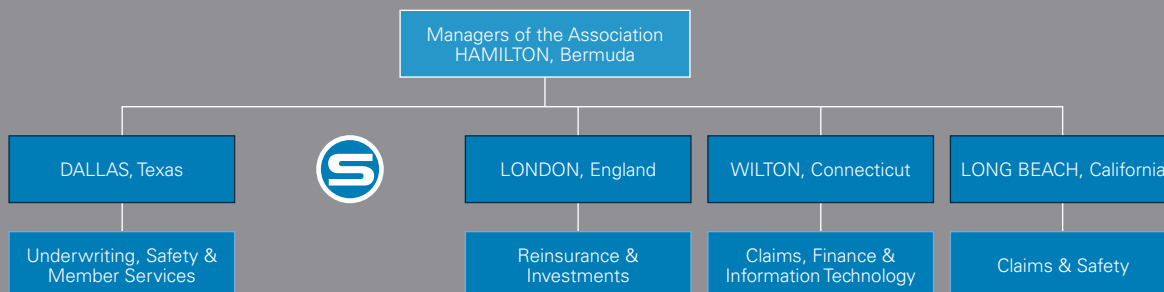 Managers of the Association
HAMILTON, Bermuda
DALLAS, Texas
S
LONDON, England
WILTON, Connecticut
LONG BEACH, California
Underwriting, Safety &
Member Services
Reinsurance &
Investments
Claims, Finance &
Information Technology
Claims & Safety